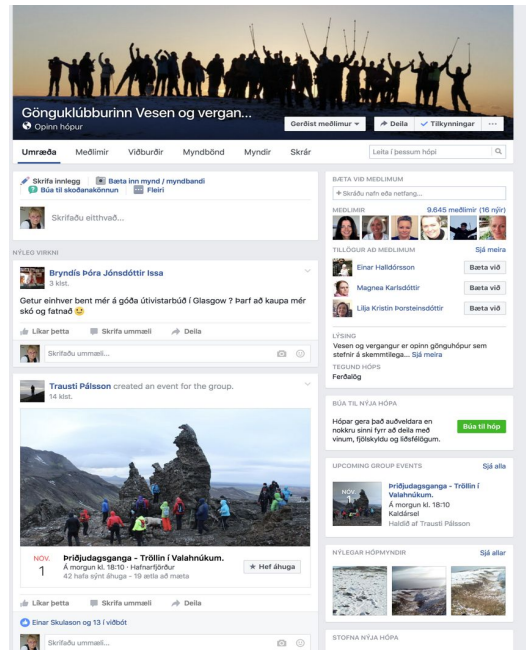 Gönguklúbburinn Vesen og vergan...
Opinn hópur
Gerðist meðlimur
Deila
Tilkynningar
Umræða
Meðlimir
Viðburðir
Myndbönd
Myndir
Skrár
Leita í þessum hópi
Skrifa innlegg
Bæta inn mynd / myndbandi
Búa til skoðanakönnun
Fleiri
Skrifaðu eitthvað...
NÝLEG VIRKNI
Bryndís Þóra Jónsdóttir Issa
3 klst.
Getur einhver bent mér á góða útivistarbúð í Glasgow ? Þarf að kaupa mér
skó og fatnað
Líkar þetta
Skrifa ummæli
Deila
Skrifaðu ummæli...
Trausti Pálsson created an event for the group.
14 klst.
NÓV.
1
Þriðjudagsganga - Tröllin í Valahnúkum.
Á morgun kl. 18:10 · Hafnarfjörður
42 hafa sýnt áhuga - 19 ætla að mæta
Hef áhuga
Líkar þetta
Skrifa ummæli
Deila
Einar Skulason og 13 í viðbót
Skrifaðu ummæli...
BÆTA VIÐ MEÐLIMUM
+ Skráðu nafn eða netfang...
MEÐLIMIR
9.645 meðlimir (16 nýir)
TILLÖGUR AÐ MEÐLIMUM
Sjá meira
Einar Halldórsson
Bæta við
Magnea Karlsdóttir
Bæta við
Lilja Kristin Þorsteinsdóttir
Bæta við
LÝSING
Vesen og vergangur er opinn gönguhópur sem
stefnir á skemmtilega... Sjá meira
TEGUND HÓPS
Ferðalög
BÚA TIL NÝJA HÓPA
Hópar gera það auðveldara en
nokkru sinni fyrr að deila með
vinum, fjölskyldu og liðsfélögum.
Búa til hóp
UPCOMING GROUP EVENTS
Sjá alla
NÓV.
1
Þriðjudagsganga - Tröllin í
Valahnúkum.
Á morgun kl. 18:10
Kaldársel
Haldið af Trausti Pálsson
NÝLEGAR HÓPMYNDIR
Sjá allar
STOFNA NÝJA HÓPA